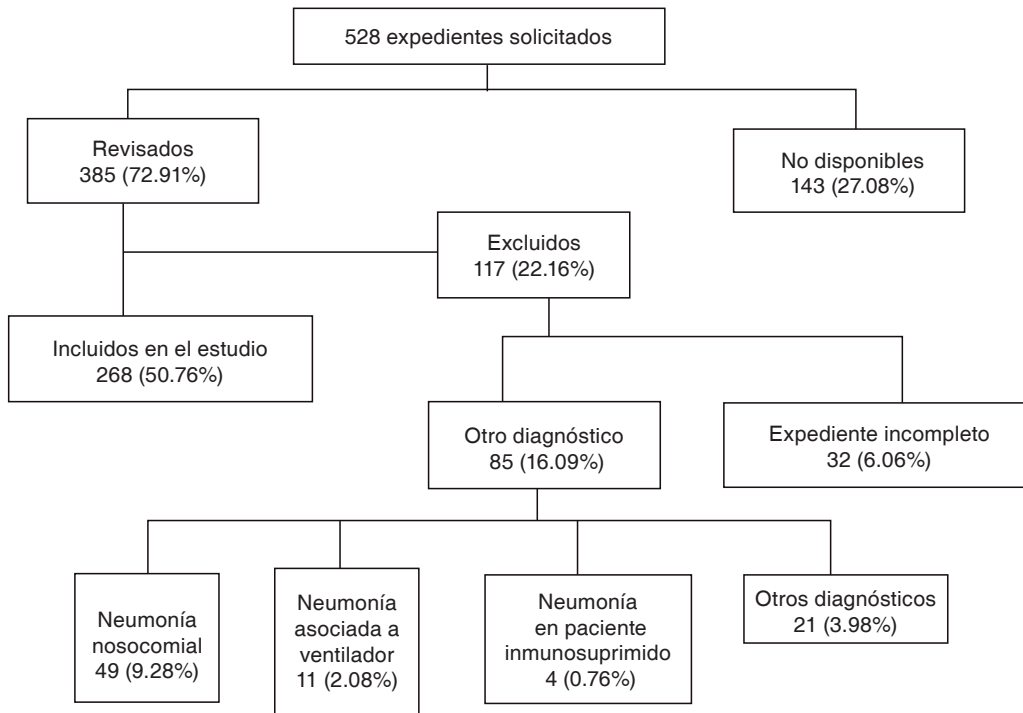 528 expedientes solicitados
Revisados
385 (72.91%)
No disponibles
143 (27.08%)
Excluidos
117 (22.16%)
Incluidos en el estudio
268 (50.76%)
Otro diagnóstico
85 (16.09%)
Expediente incompleto
32 (6.06%)
Neumonía
nosocomial
49 (9.28%)
Neumonía
asociada a
ventilador
11 (2.08%)
Neumonía
en paciente
inmunosuprimido
4 (0.76%)
Otros diagnósticos
21 (3.98%)